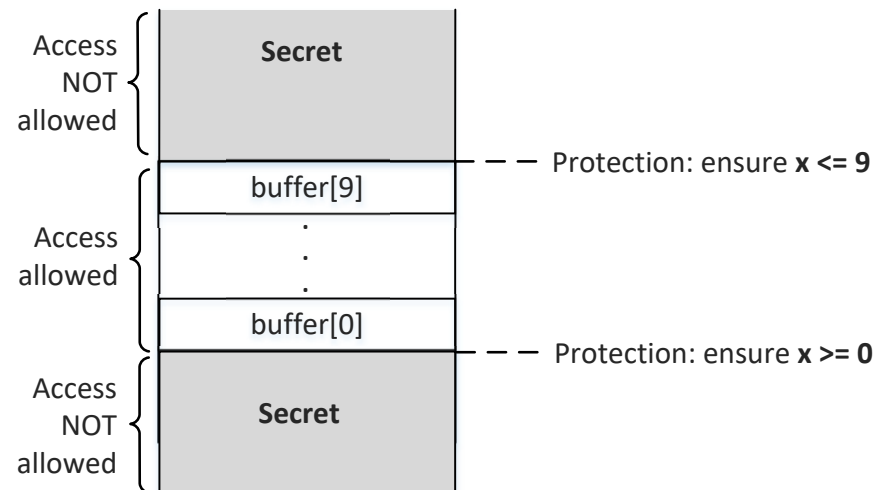 Access
NOT
allowed
Secret
Protection: ensure x <= 9
buffer[9]
.
.
.
Access
allowed
buffer[0]
Protection: ensure x >= 0
Access
NOT
allowed
Secret